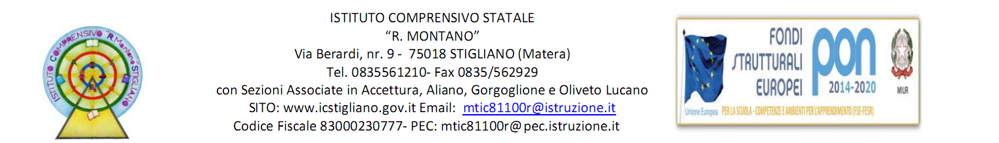 ISTITUTO COMPRENSIVO "R. Montano" STIGLIANO
ISTITUTO COMPRENSIVO STATALE
“R. MONTANO”
Via Berardi, nr. 9 - 75018 STIGLIANO (Matera)
Tel. 0835561210- Fax 0835/562929
con Sezioni Associate in Accettura, Aliano, Gorgoglione e Oliveto Lucano
SITO: www.icstigliano.gov.it Email: mtic81100r@istruzione.it
Codice Fiscale 83000230777- PEC: mtic81100r@pec.istruzione.it
FONDI
STRUTTURALI
EUROPEI
pon
2014-2020
MIUR
Unione Europea
PER LA SCUOLA - COMPETENZE E AMBIENTI PER L'APPRENDIMENTO (FSE-FESR)